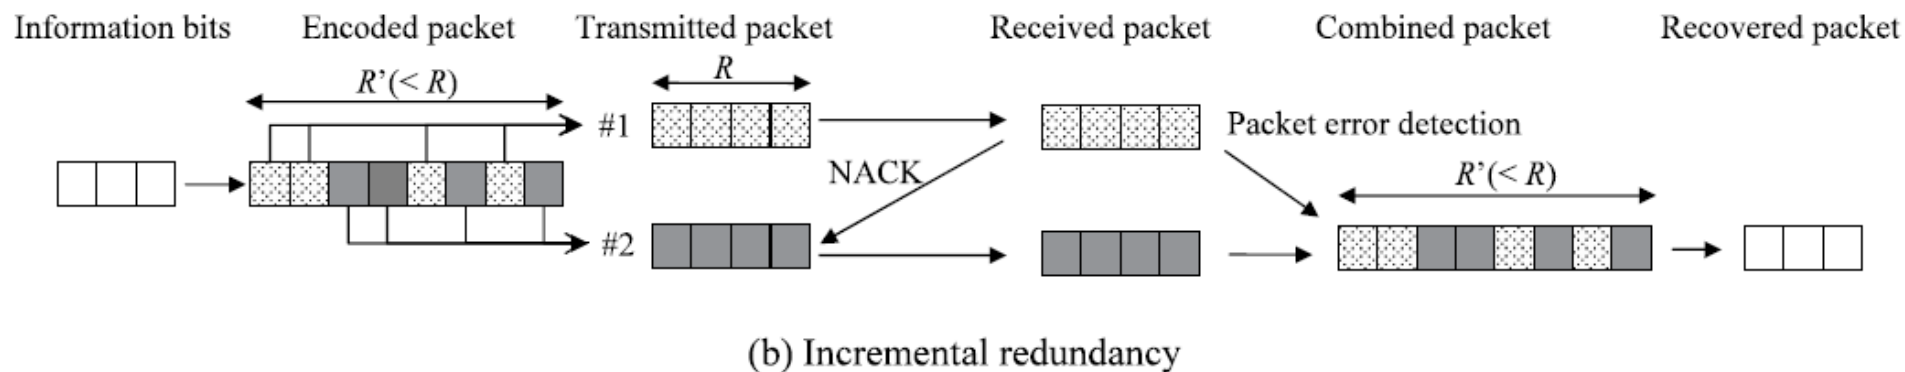 Information bits
Encoded packet
Transmitted packet
Received packet
Combined packet
Recovered packet
R’(< R)
R
#1
Packet error detection
NACK
R’(< R)
#2
(b) Incremental redundancy